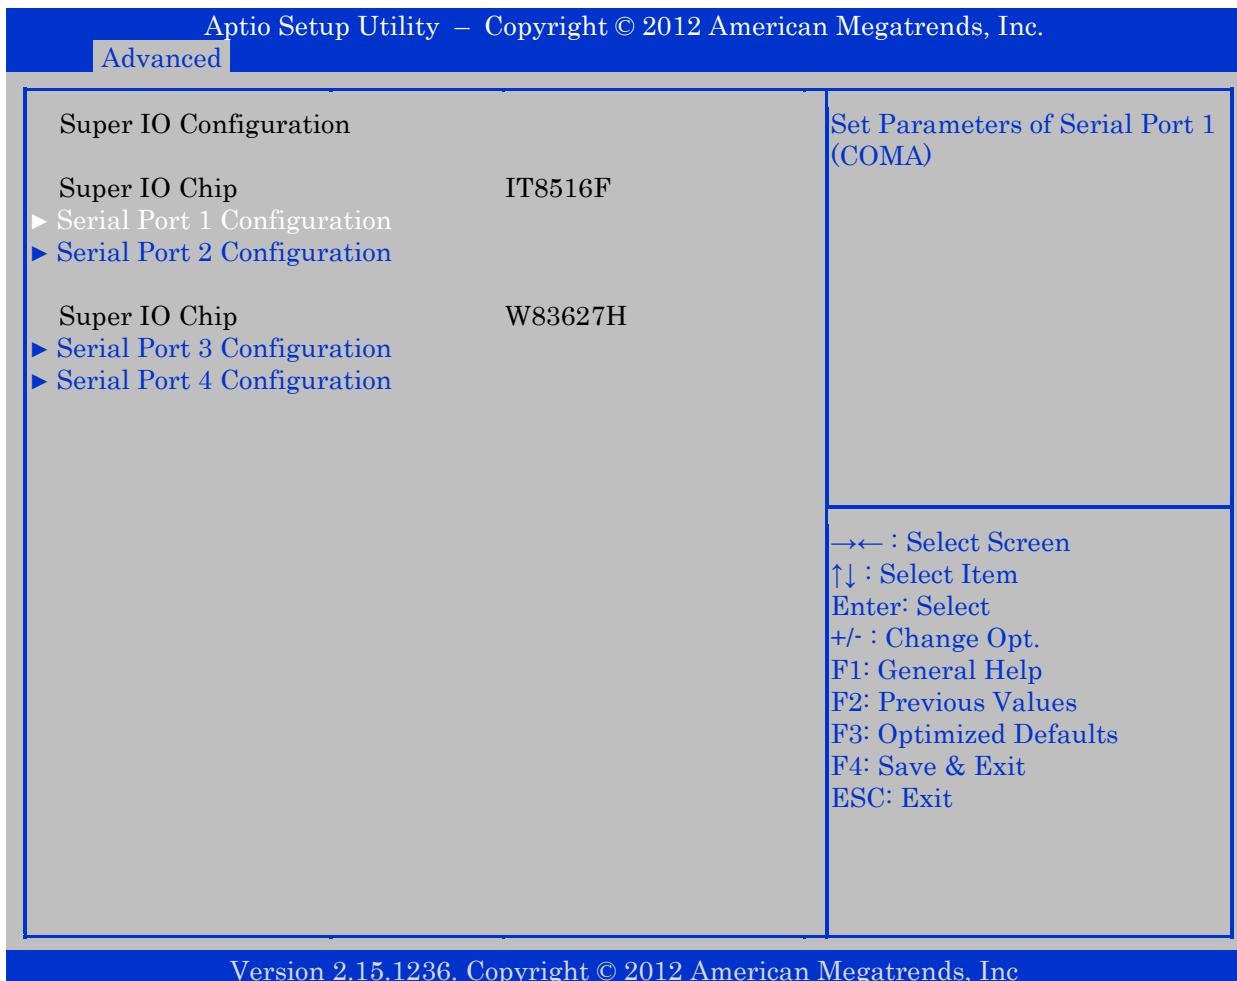 Aptio Setup Utility – Copyright © 2012 American Megatrends, Inc.
Advanced
Super IO Configuration
Super IO Chip IT8516F
► Serial Port 1 Configuration
► Serial Port 2 Configuration
Super IO Chip W83627H
► Serial Port 3 Configuration
► Serial Port 4 Configuration
Set Parameters of Serial Port 1
(COMA)
→← : Select Screen
↑↓ : Select Item
Enter: Select
+/- : Change Opt.
F1: General Help
F2: Previous Values
F3: Optimized Defaults
F4: Save & Exit
ESC: Exit
Version 2.15.1236. Copyright © 2012 American Megatrends, Inc